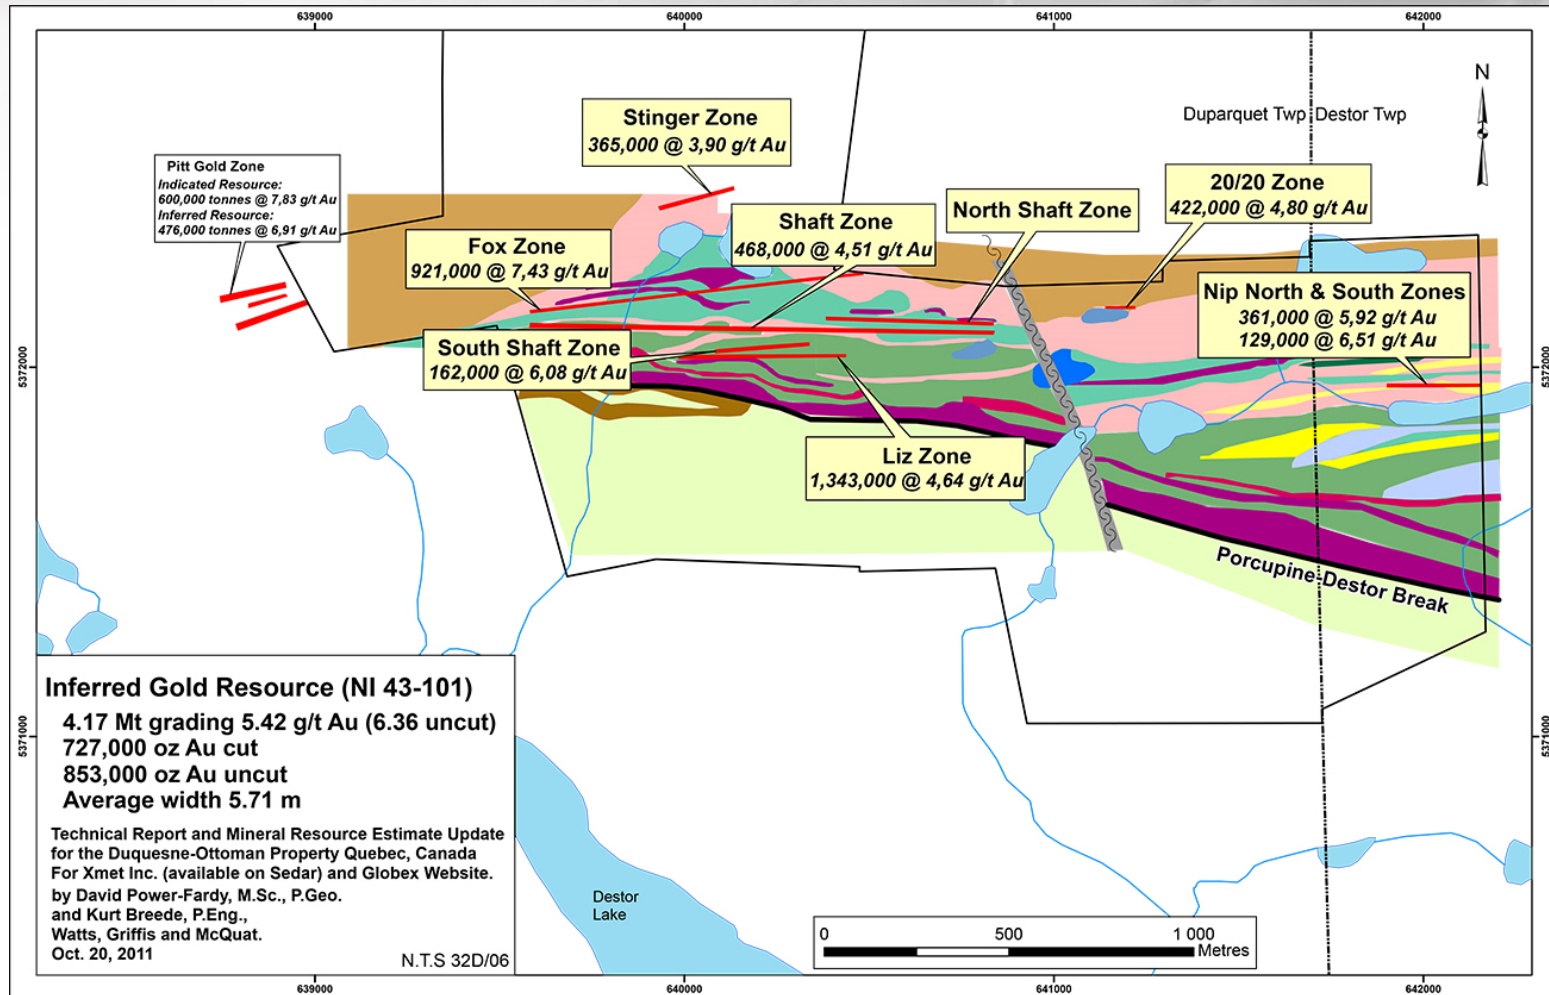 639000
640000
641000
642000
N
Duparquet Twp
Destor Twp
Stinger Zone
365,000 @ 3,90 g/t Au
Pitt Gold Zone
Indicated Resource:
600,000 tonnes @ 7,83 g/t Au
Inferred Resource:
476,000 tonnes @ 6,91 g/t Au
20/20 Zone
422,000 @ 4,80 g/t Au
North Shaft Zone
Shaft Zone
468,000 @ 4,51 g/t Au
Fox Zone
921,000 @ 7,43 g/t Au
Nip North & South Zones
361,000 @ 5,92 g/t Au
129,000 @ 6,51 g/t Au
South Shaft Zone
162,000 @ 6,08 g/t Au
5372000
5372000
Liz Zone
1,343,000 @ 4,64 g/t Au
Porcupine-Destor Break
Inferred Gold Resource (NI 43-101)
4.17 Mt grading 5.42 g/t Au (6.36 uncut)
727,000 oz Au cut
853,000 oz Au uncut
Average width 5.71 m
5371000
5371000
Technical Report and Mineral Resource Estimate Update
for the Duquesne-Ottoman Property Quebec, Canada
For Xmet Inc. (available on Sedar) and Globex Website.
by David Power-Fardy, M.Sc., P.Geo.
and Kurt Breede, P.Eng.,
Watts, Griffis and McQuat.
Oct. 20, 2011
N.T.S 32D/06
Destor
Lake
0
500
1 000
Metres
639000
640000
641000
642000